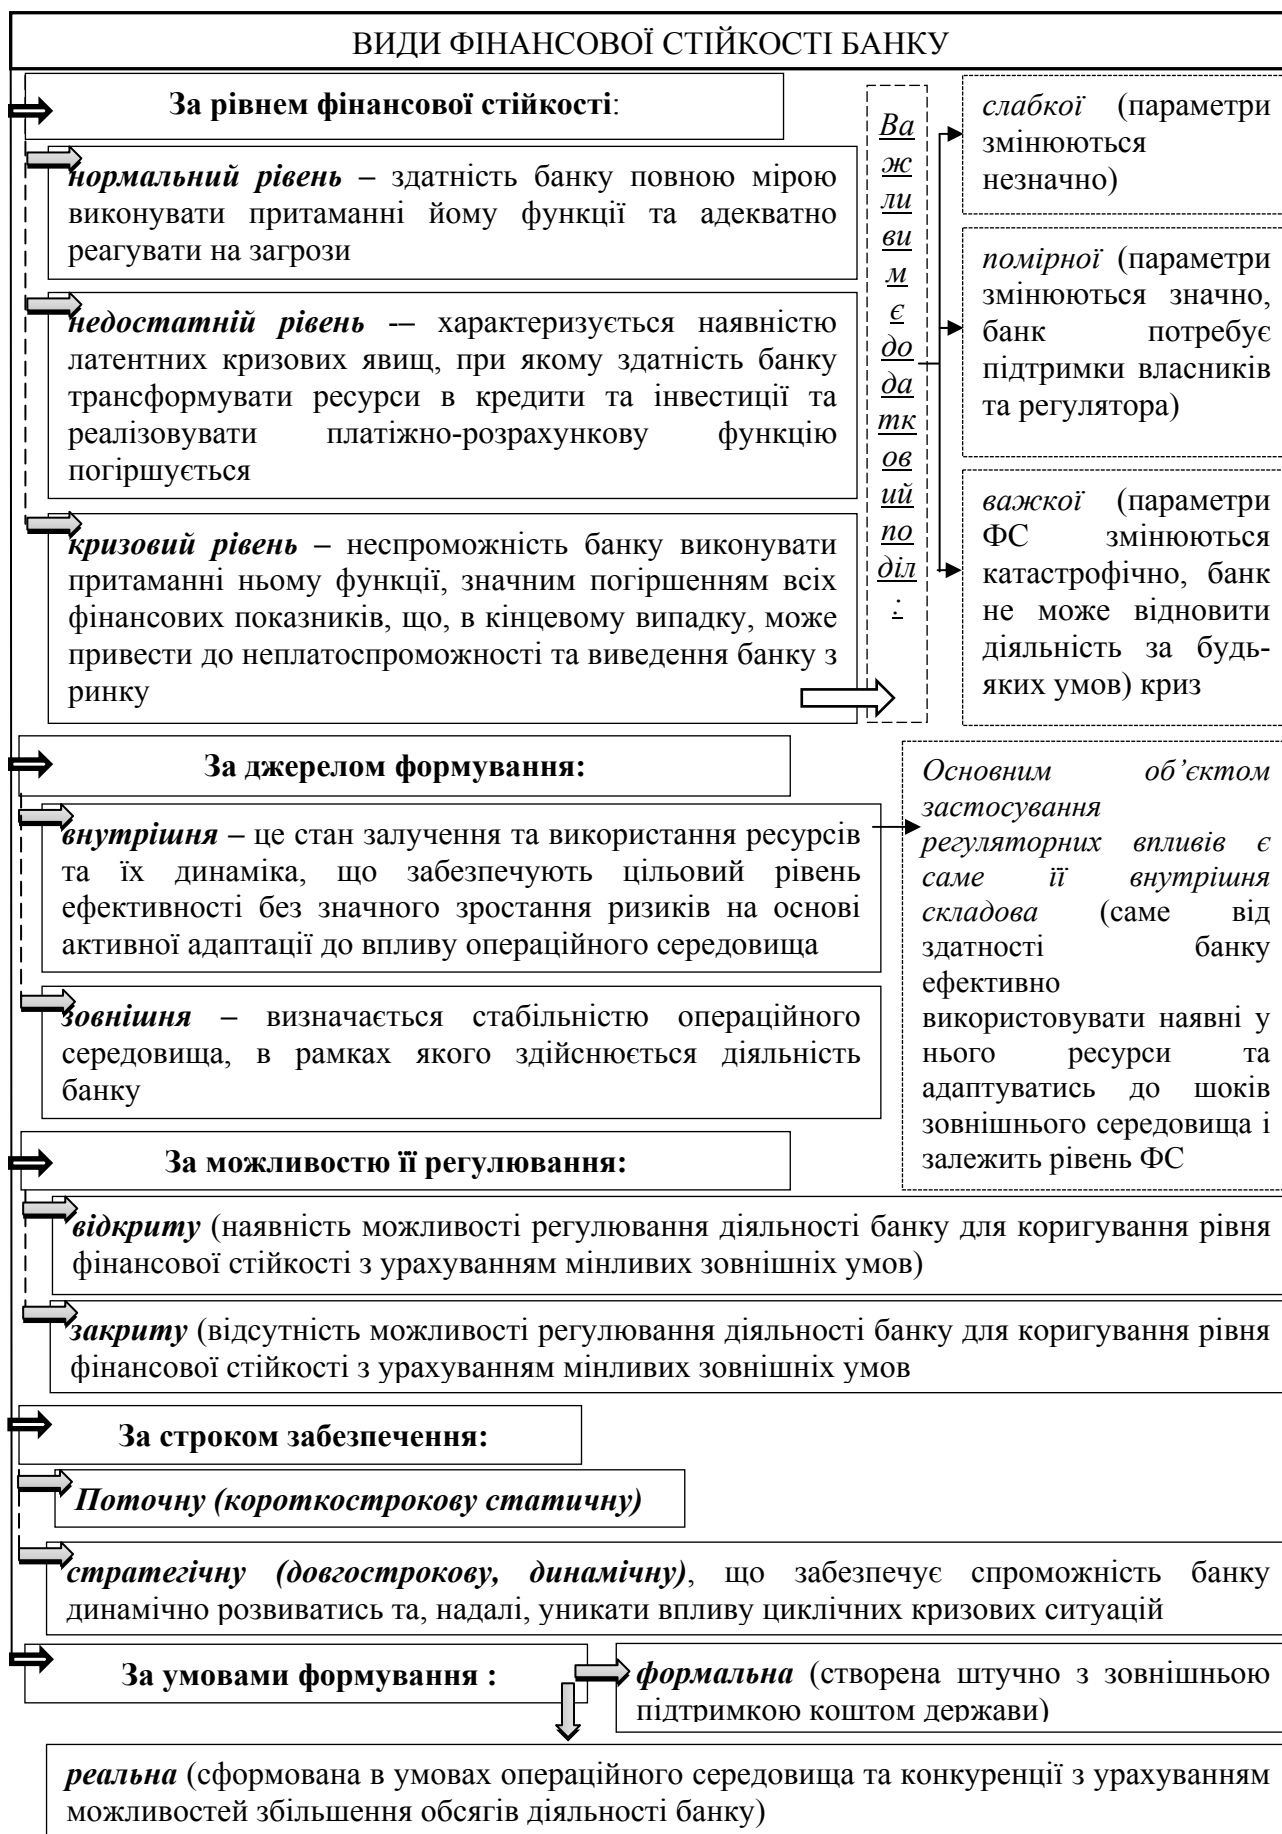 ВИДИ ФІНАНСОВОЇ СТІЙКОСТІ БАНКУ
За рівнем фінансової стійкості:
нормальний рівень – здатність банку повною мірою
виконувати притаманні йому функції та адекватно
реагувати на загрози
недостатній рівень -– характеризується наявністю
латентних кризових явищ, при якому здатність банку
трансформувати ресурси в кредити та інвестиції та
реалізовувати платіжно-розрахункову функцію
погіршується
кризовий рівень – неспроможність банку виконувати
притаманні ньому функції, значним погіршенням всіх
фінансових показників, що, в кінцевому випадку, може
привести до неплатоспроможності та виведення банку з
ринку
Ва
ж
ли
ви
м
є
до
да
тк
ов
ий
по
діл
:
слабкої (параметри
змінюються
незначно)
помірної (параметри
змінюються значно,
банк потребує
підтримки власників
та регулятора)
важкої (параметри
ФС змінюються
катастрофічно, банк
не може відновити
діяльність за будь-
яких умов) криз
За джерелом формування:
внутрішня – це стан залучення та використання ресурсів
та їх динаміка, що забезпечують цільовий рівень
ефективності без значного зростання ризиків на основі
активної адаптації до впливу операційного середовища
зовнішня – визначається стабільністю операційного
середовища, в рамках якого здійснюється діяльність
банку
Основним об’єктом
застосування
регуляторних впливів є
саме її внутрішня
складова (саме від
здатності банку
ефективно
використовувати наявні у
нього ресурси та
адаптуватись до шоків
зовнішнього середовища і
залежить рівень ФС
За можливостю її регулювання:
відкриту (наявність можливості регулювання діяльності банку для коригування рівня
фінансової стійкості з урахуванням мінливих зовнішніх умов)
закриту (відсутність можливості регулювання діяльності банку для коригування рівня
фінансової стійкості з урахуванням мінливих зовнішніх умов
За строком забезпечення:
Поточну (короткострокову статичну)
стратегічну (довгострокову, динамічну), що забезпечує спроможність банку
динамічно розвиватись та, надалі, уникати впливу циклічних кризових ситуацій
За умовами формування :
формальна (створена штучно з зовнішньою
підтримкою коштом держави)
реальна (сформована в умовах операційного середовища та конкуренції з урахуванням
можливостей збільшення обсягів діяльності банку)